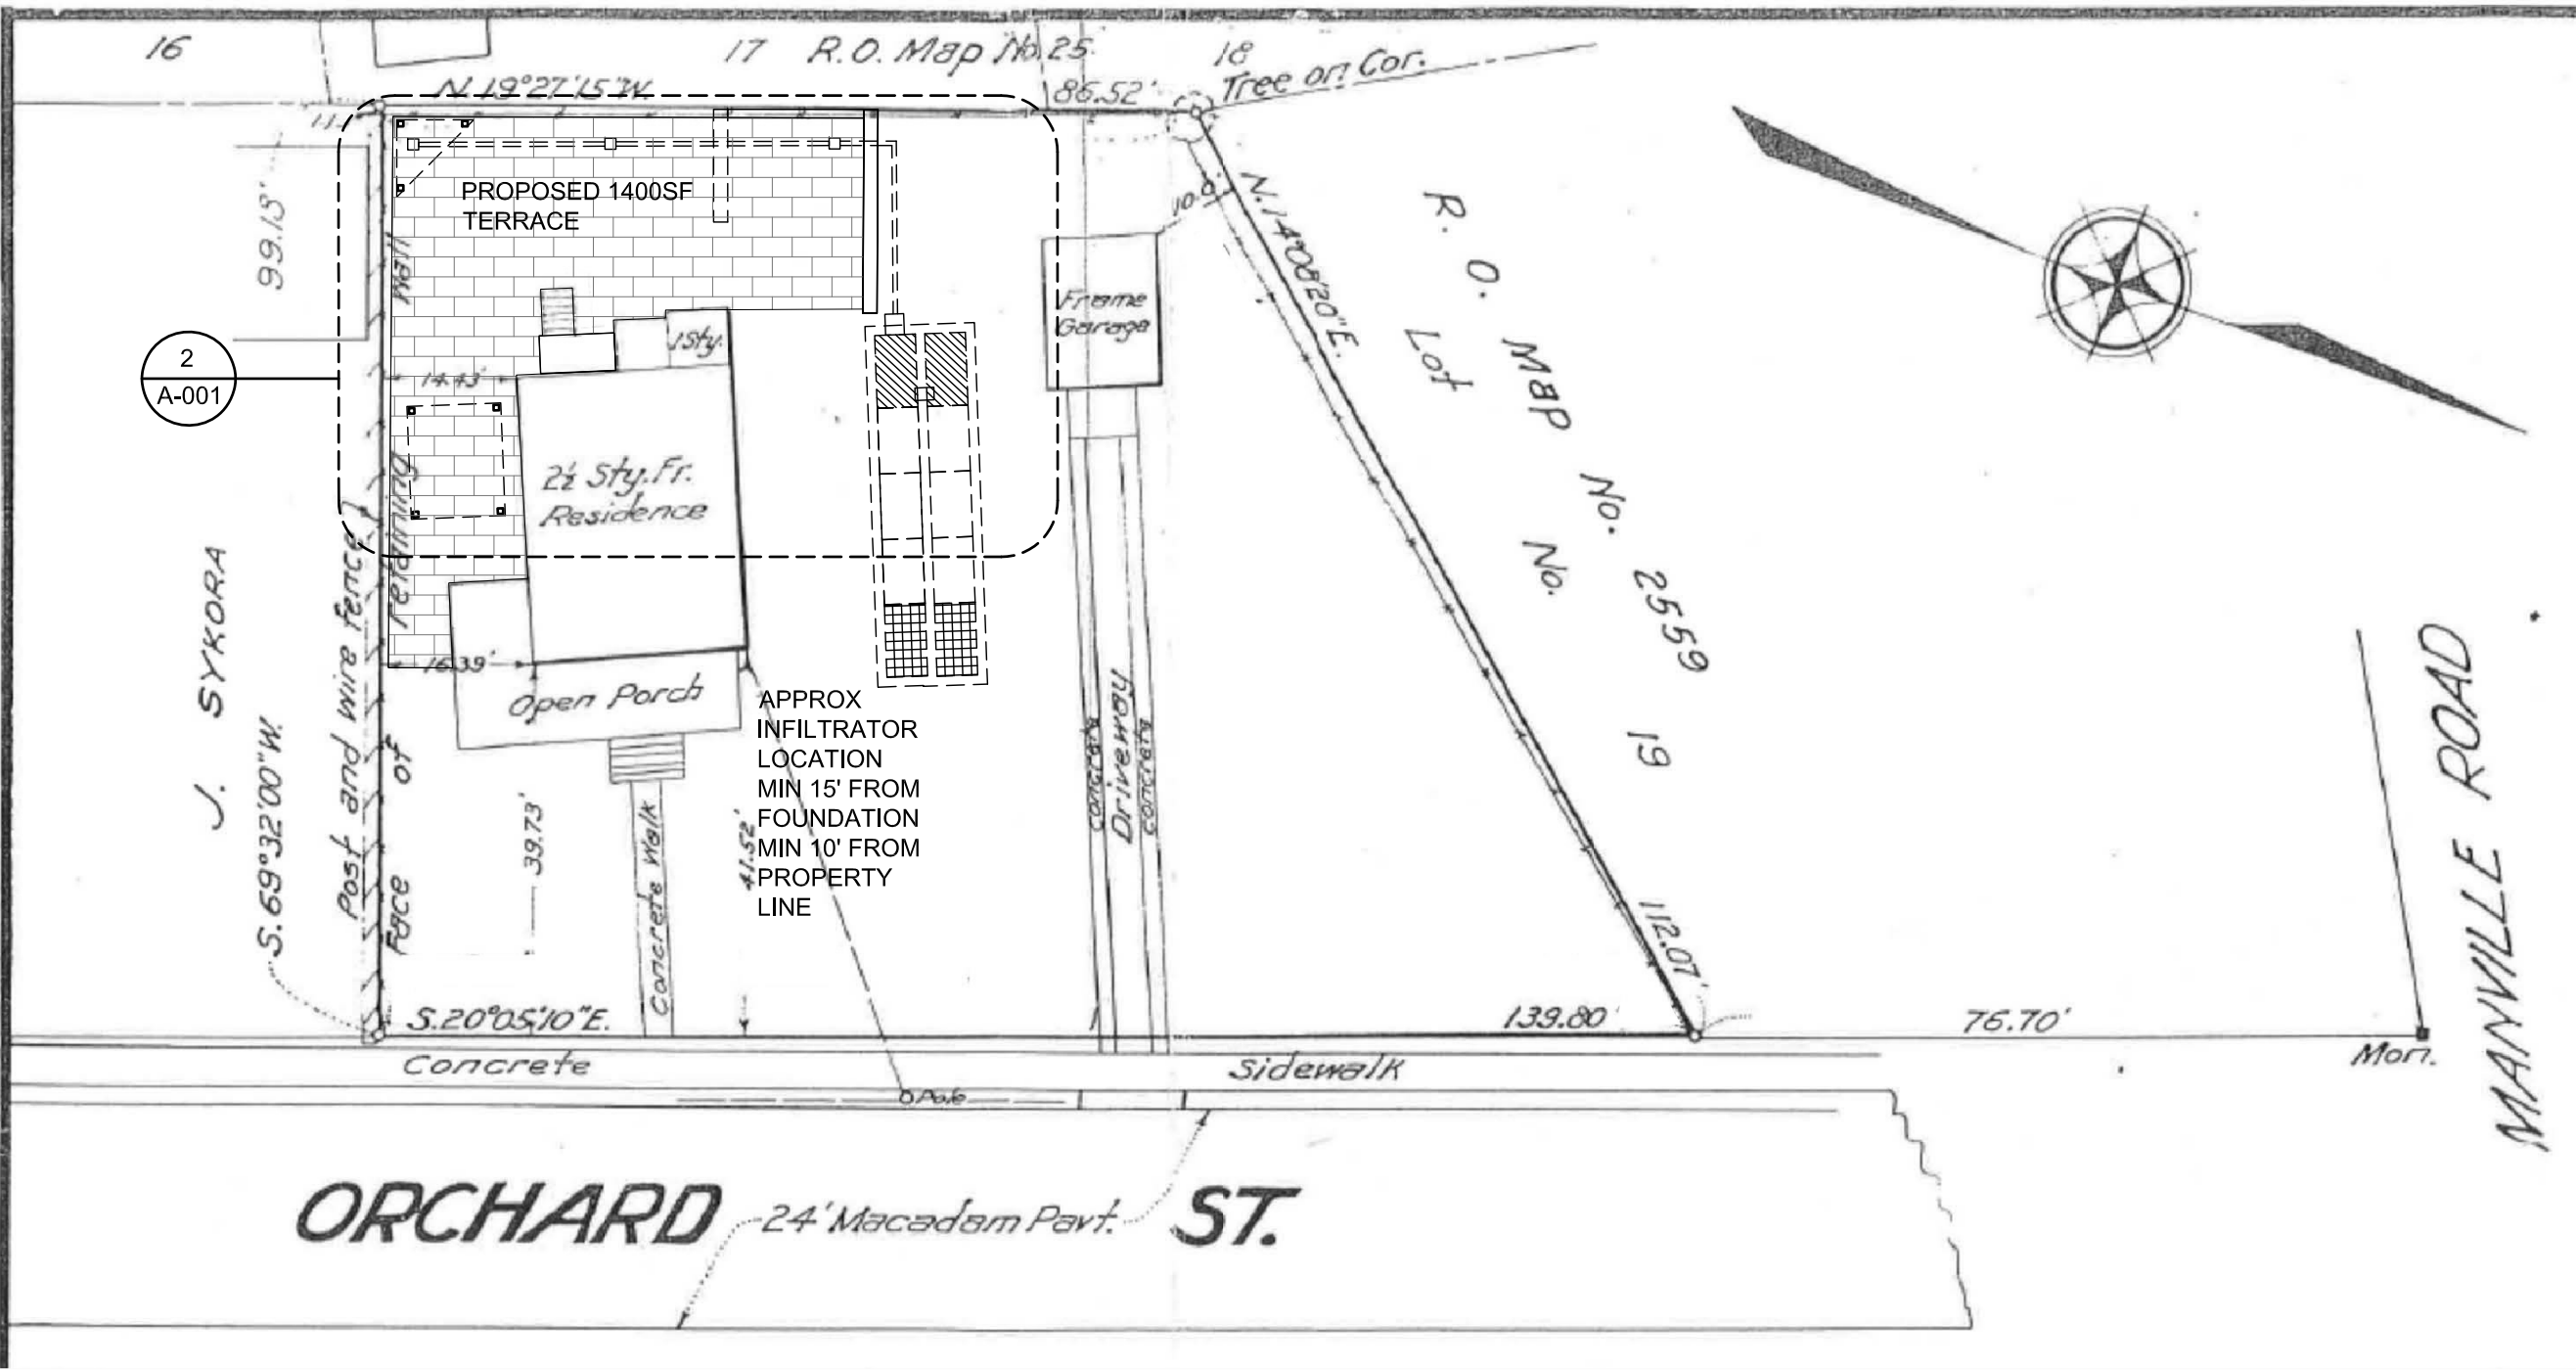 16
17 R.O. Map No. 25
18
Tree on Cor.
N.19°27'15"W.
86.52'
99.15'
PROPOSED 1400SF
TERRACE
10.0'
N.14°08'20"E.
R. O. Map No. 2559
Lot No. 19
Frame
Garage
1Sty.
2
A-001
14.43'
2½ Sty.Fr.
Residence
J. SYKORA
S.69°32'00"W.
Post and wire fence
Face of Retaining Wall
16.39'
Open Porch
APPROX
INFILTRATOR
LOCATION
MIN 15' FROM
FOUNDATION
MIN 10' FROM
PROPERTY
LINE
39.73'
Concrete Walk
41.52'
concrete
Driveway
concrete
112.07'
MANVILLE ROAD
S.20°05'10"E.
139.80'
76.70'
Mon.
Concrete Sidewalk
Pole
ORCHARD ST.
24' Macadam Pavt.